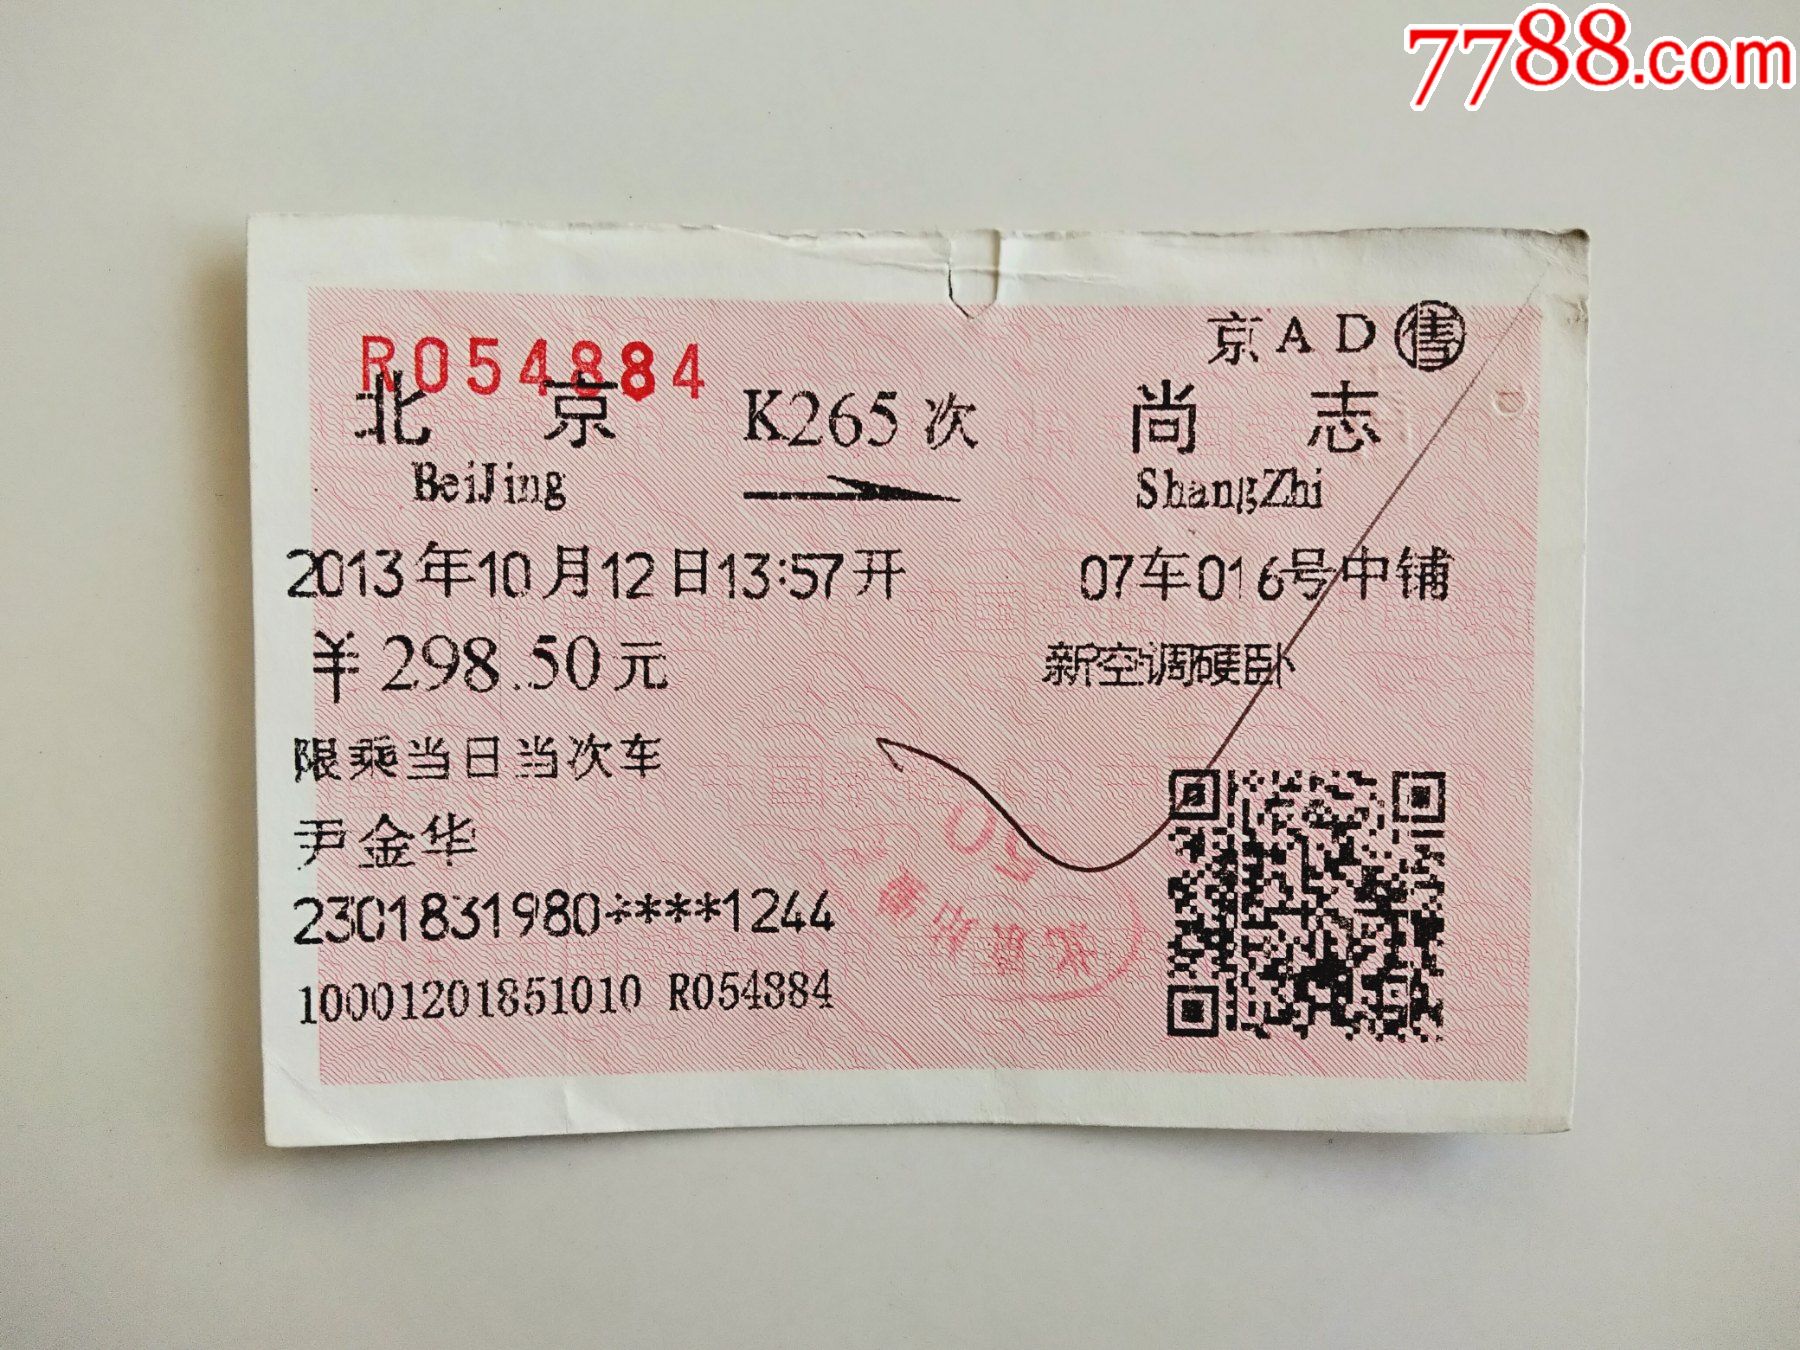 7788.com
京AD售
R054884
北京 K265次 尚志
BeiJing ShangZhi
2013年10月12日13:57开 07车016号中铺
¥298.50元 新空调硬卧
限乘当日当次车
尹金华
2301831980****1244
10001201851010 R054884